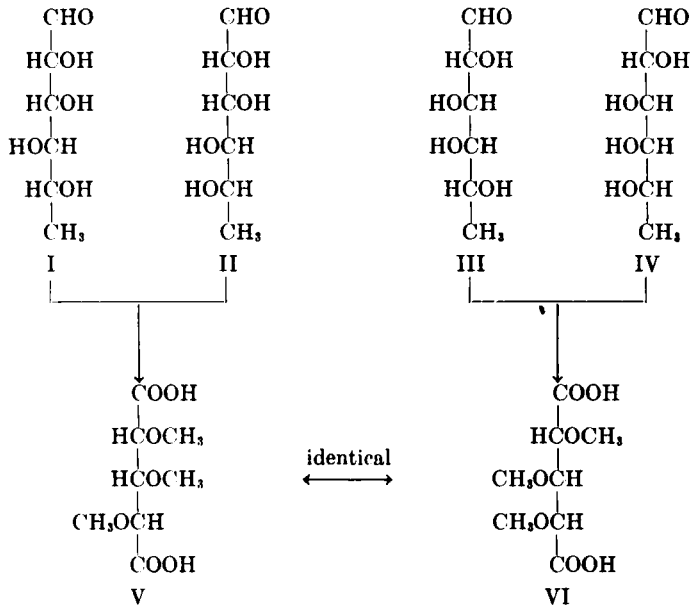 CHO CHO CHO CHO
HCOH HCOH HCOH HCOH
HCOH HCOH HOCH HOCH
HOCH HOCH HOCH HOCH
HCOH HOCH HCOH HOCH
CH₃ CH₃ CH₃ CH₃
I II III IV
COOH COOH
HCOCH₃ HCOCH₃
identical
HCOCH₃ CH₃OCH
CH₃OCH CH₃OCH
COOH COOH
V VI